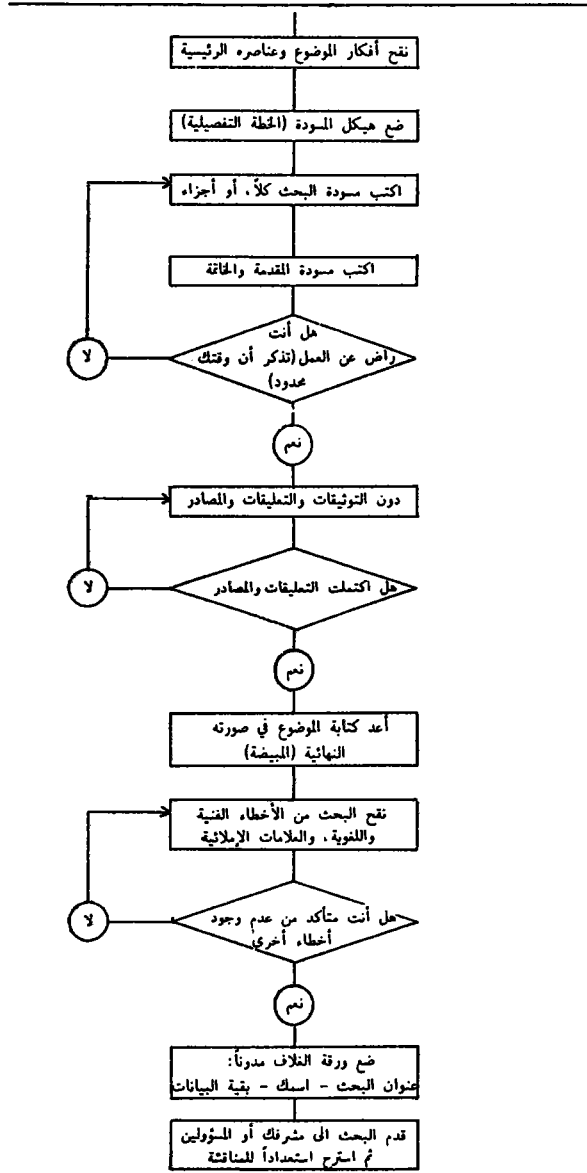 نقح أفكار الموضوع وعناصره الرئيسية
ضع هيكل المسودة (الخطة التفصيلية)
اكتب مسودة البحث كلاً، أو أجزاء
اكتب مسودة المقدمة والخاتمة
هل أنت
راض عن العمل (تذكر أن وقتك
محدود)
لا
نعم
دون التوثيقات والتعليقات والمصادر
هل اكتملت التعليقات والمصادر
لا
نعم
أعد كتابة الموضوع في صورته
النهائية (المبيضة)
نقح البحث من الأخطاء الفنية
واللغوية، والعلامات الإملائية
هل أنت متأكد من عدم وجود
أخطاء أخرى
لا
نعم
ضع ورقة الغلاف مدوناً:
عنوان البحث - اسمك - بقية البيانات
قدم البحث الى مشرفك أو المسؤولين
ثم استرح استعداداً للمناقشة